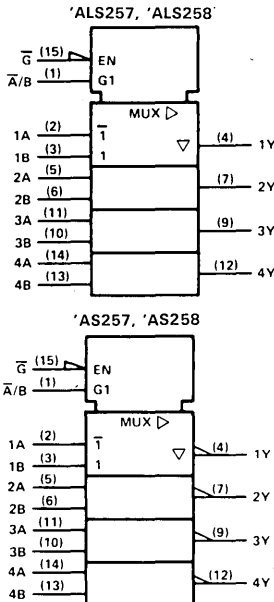 'ALS257, 'ALS258
G̅ (15) EN
A̅/B (1) G1
MUX ▷
1A (2) 1̅ ▽ (4) 1Y
1B (3) 1
2A (5) (7) 2Y
2B (6)
3A (11) (9) 3Y
3B (10)
4A (14) (12) 4Y
4B (13)
'AS257, 'AS258
G̅ (15) EN
A̅/B (1) G1
MUX ▷
1A (2) 1̅ ▽ (4) 1Y
1B (3) 1
2A (5) (7) 2Y
2B (6)
3A (11) (9) 3Y
3B (10)
4A (14) (12) 4Y
4B (13)